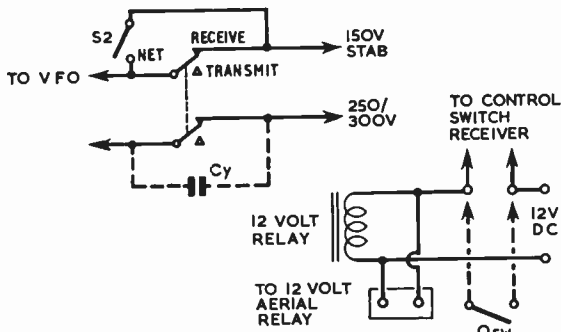 S2
RECEIVE
150V
STAB
NET
TO VFO
Δ TRANSMIT
250/
300V
Δ
Cy
TO CONTROL
SWITCH
RECEIVER
12 VOLT
RELAY
12V
DC
TO 12 VOLT
AERIAL
RELAY